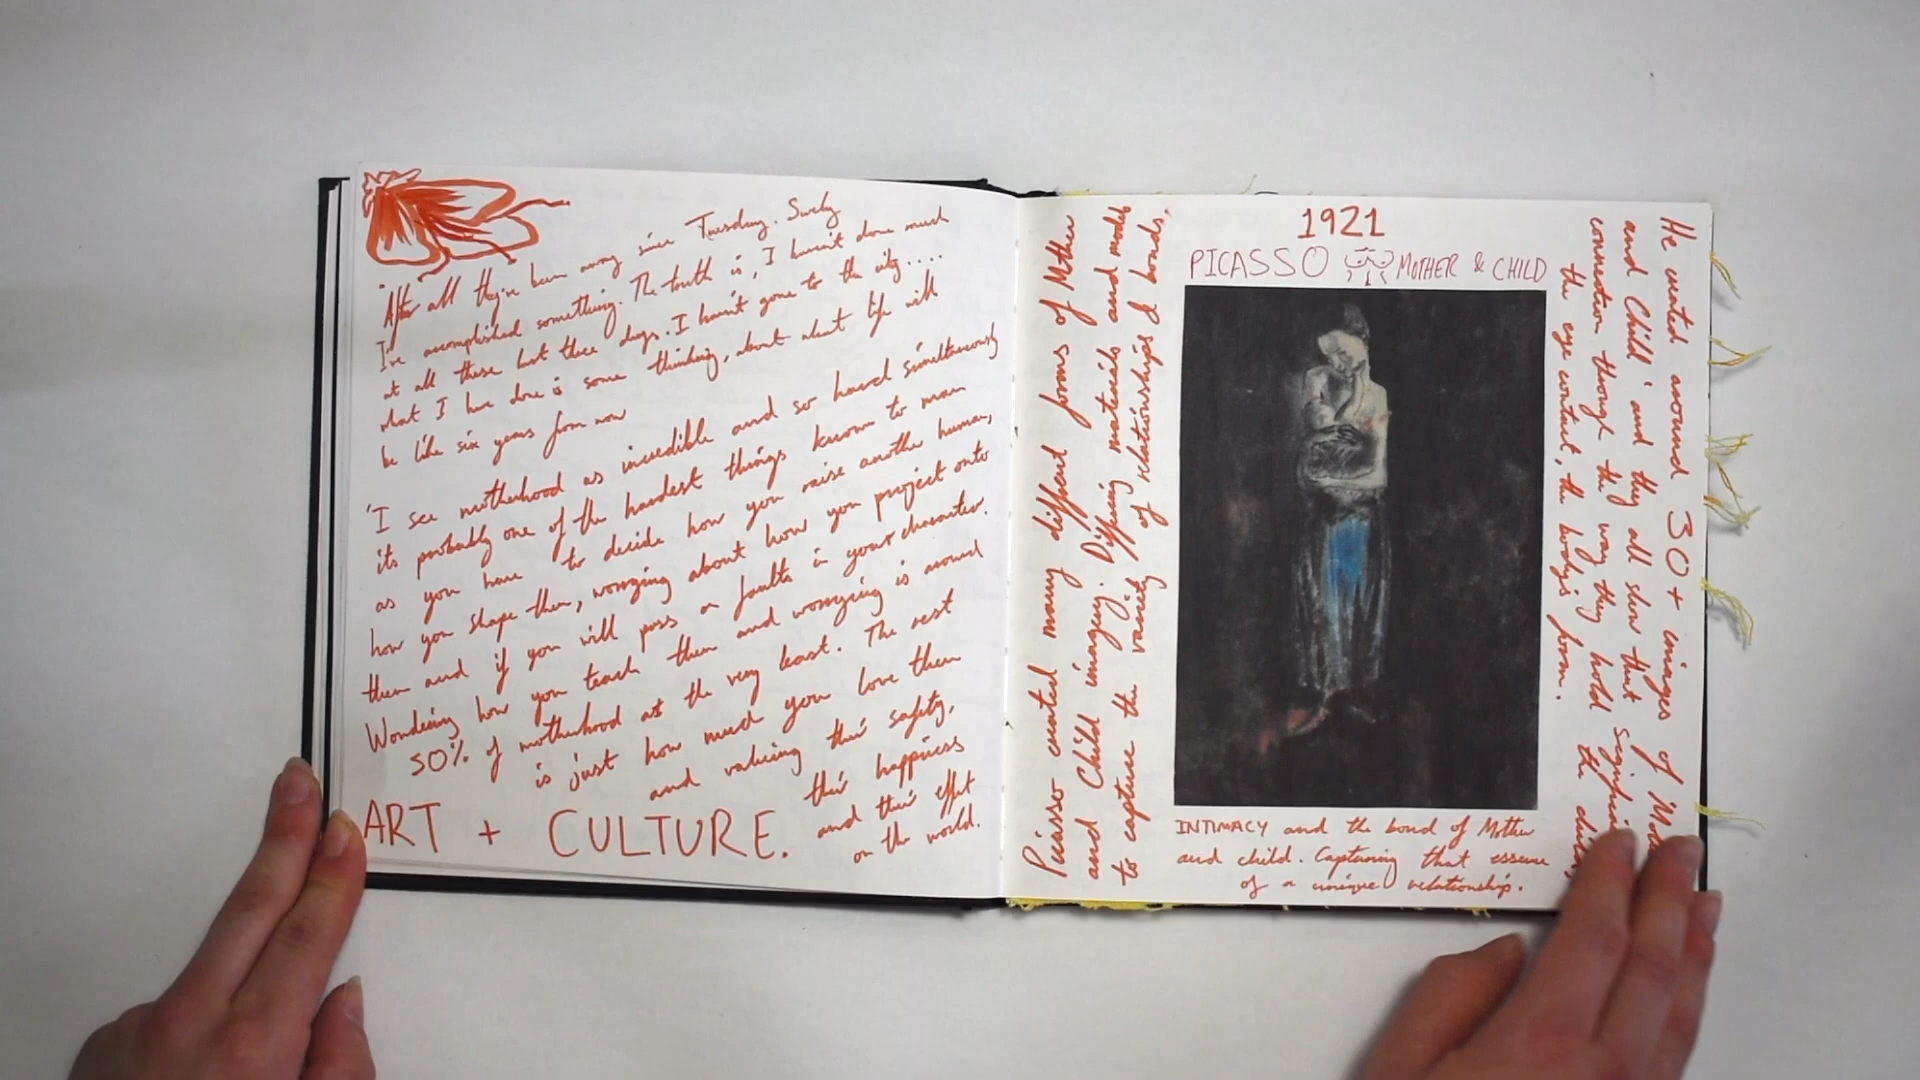 "After all they've been away since Tuesday. Surely
I've accomplished something. The truth is, I haven't done much
at all these last three days. I hav'nt gone to the city....
what I have done is some thinking, about what life will
be like six years from now
'I see motherhood as incredible and so hard simultaneously
its probably one of the hardest things known to man
as you have to decide how you raise another human,
how you shape them, worrying about how you project onto
them and if you will pass on faults in your character.
Wondering how you teach them and worrying is around
50% of motherhood at the very least. The rest
is just how much you love them
and valuing their safety,
their happiness
and their effect
on the world.
ART + CULTURE.
Picasso created many different forms of Mother
and Child imagery. Differing materials and models
to capture the variety of relationships & bonds.
1921
PICASSO MOTHER & CHILD
INTIMACY and the bond of Mother
and child. Capturing that essence
of a unique relationship.
He created around 30+ images of
and Child' and they all show that
connection through the way they hold the
the eye contact, the body's form.